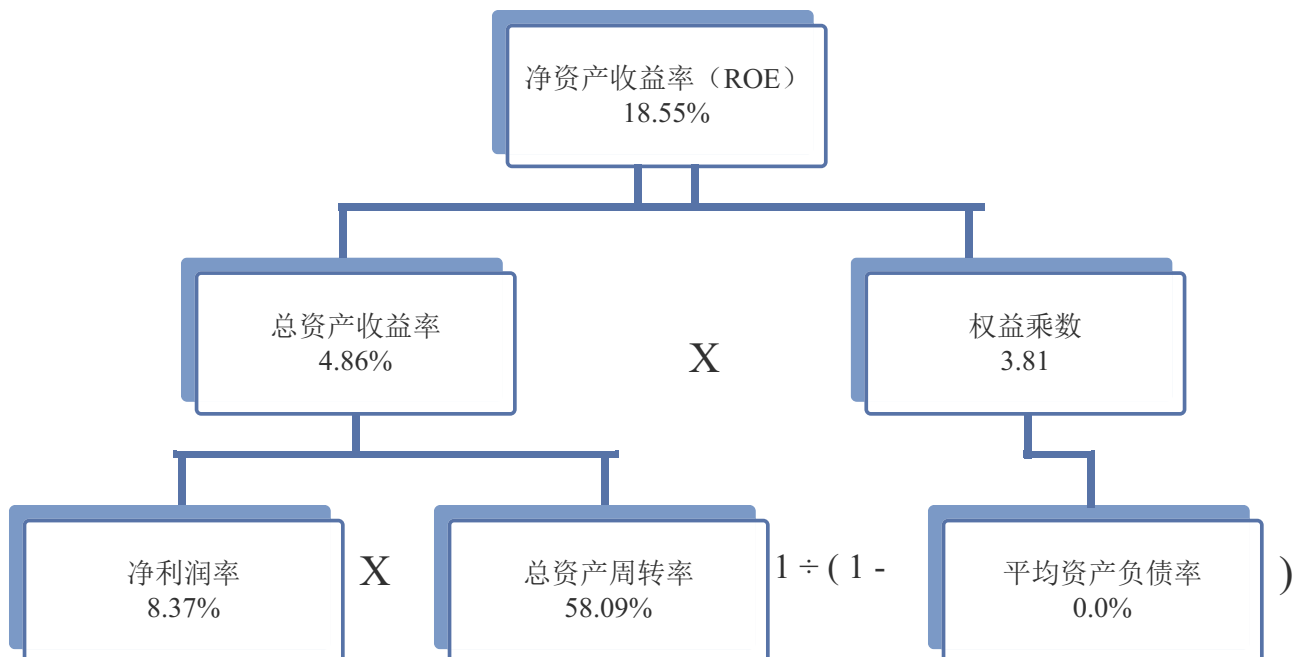 净资产收益率（ROE）
18.55%
总资产收益率
4.86%
X
权益乘数
3.81
净利润率
8.37%
X
总资产周转率
58.09%
1 ÷ ( 1 -
平均资产负债率
0.0%
)